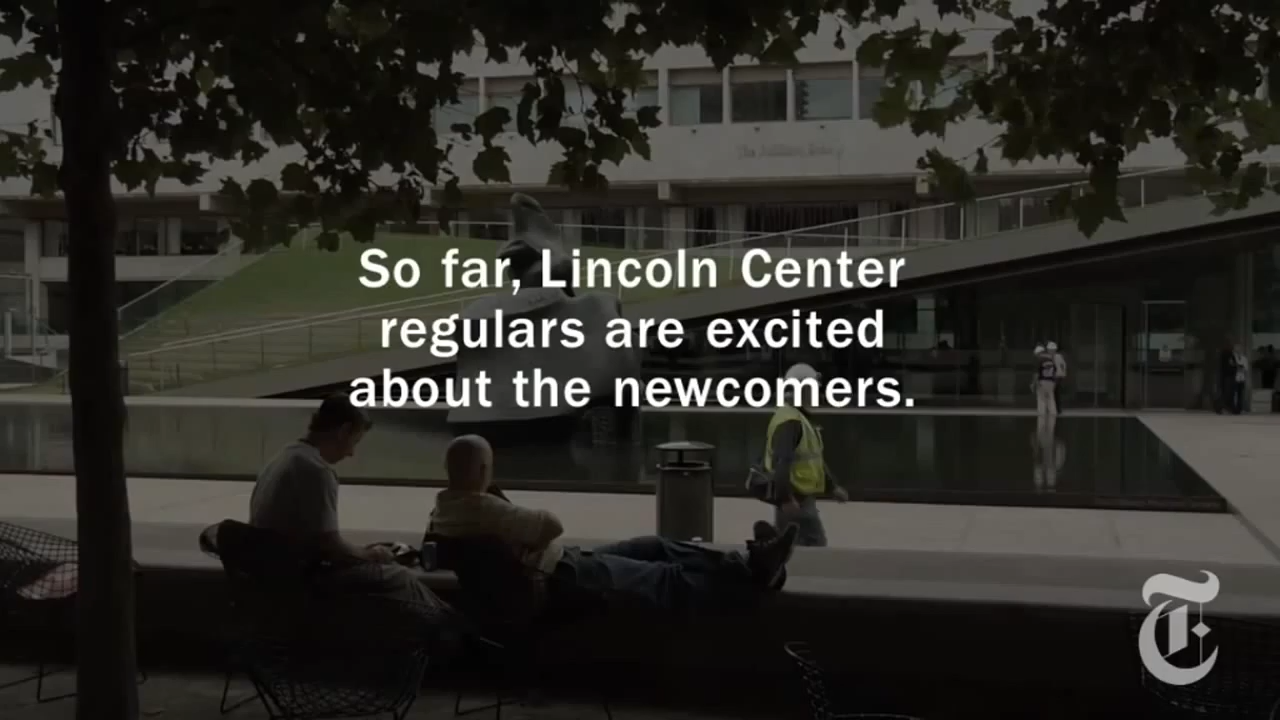 So far, Lincoln Center
regulars are excited
about the newcomers.